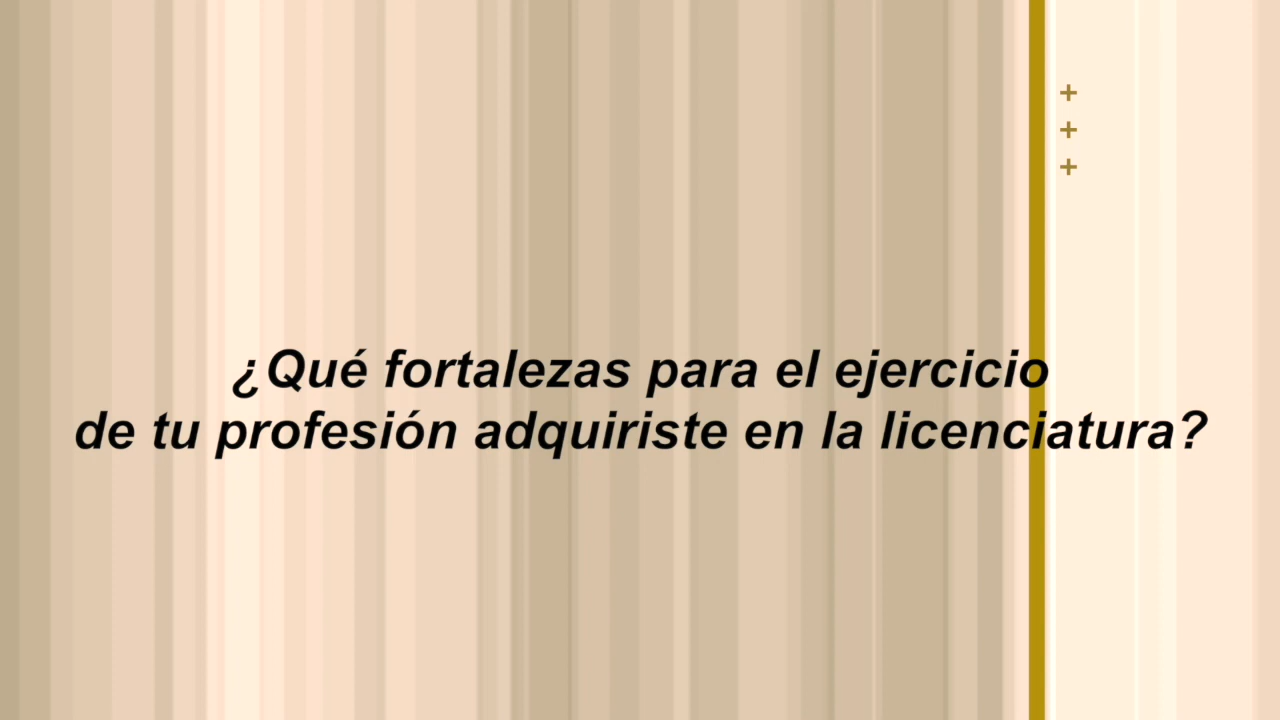 +
+
+
¿Qué fortalezas para el ejercicio
de tu profesión adquiriste en la licenciatura?